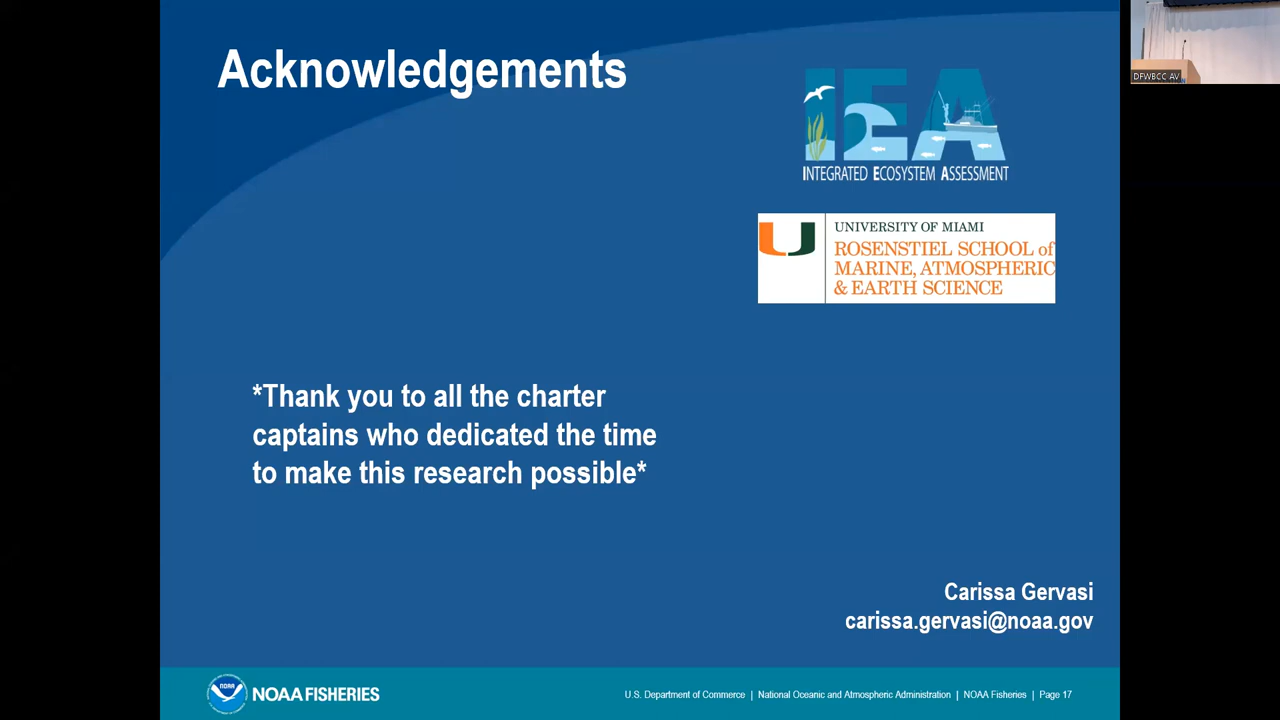 Acknowledgements
IEA
INTEGRATED ECOSYSTEM ASSESSMENT
UNIVERSITY OF MIAMI
ROSENSTIEL SCHOOL of
MARINE, ATMOSPHERIC
& EARTH SCIENCE
*Thank you to all the charter
captains who dedicated the time
to make this research possible*
Carissa Gervasi
carissa.gervasi@noaa.gov
NOAA
NOAA FISHERIES
U.S. Department of Commerce | National Oceanic and Atmospheric Administration | NOAA Fisheries | Page 17
DFWBCC AV